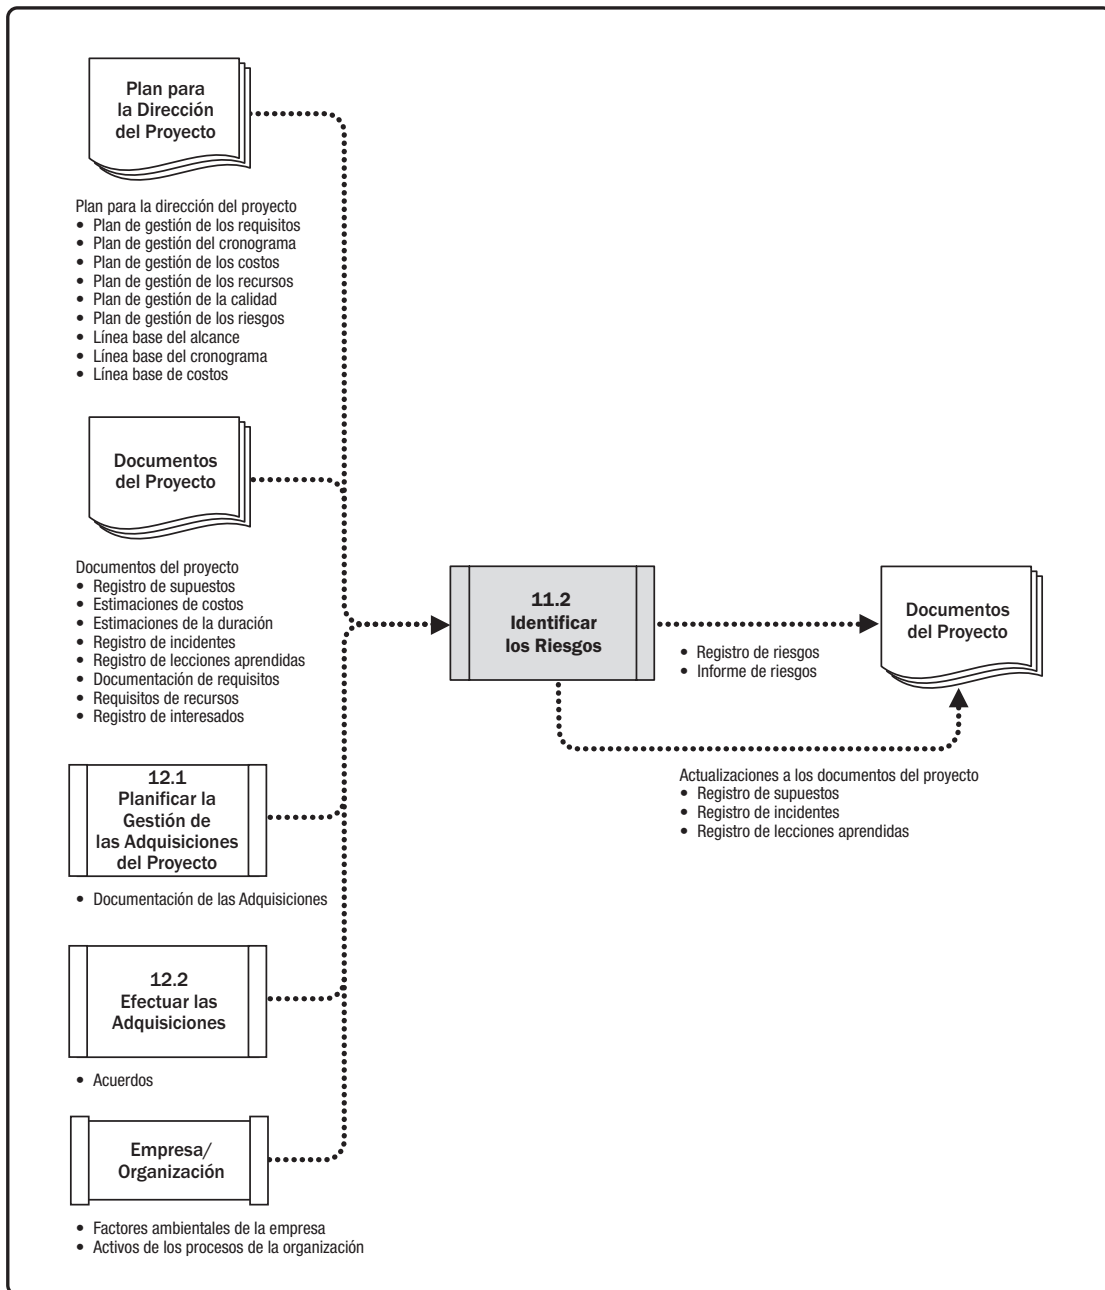 Plan para
la Dirección
del Proyecto
Plan para la dirección del proyecto
• Plan de gestión de los requisitos
• Plan de gestión del cronograma
• Plan de gestión de los costos
• Plan de gestión de los recursos
• Plan de gestión de la calidad
• Plan de gestión de los riesgos
• Línea base del alcance
• Línea base del cronograma
• Línea base de costos
Documentos
del Proyecto
Documentos del proyecto
• Registro de supuestos
• Estimaciones de costos
• Estimaciones de la duración
• Registro de incidentes
• Registro de lecciones aprendidas
• Documentación de requisitos
• Requisitos de recursos
• Registro de interesados
12.1
Planificar la
Gestión de
las Adquisiciones
del Proyecto
• Documentación de las Adquisiciones
12.2
Efectuar las
Adquisiciones
• Acuerdos
Empresa/
Organización
• Factores ambientales de la empresa
• Activos de los procesos de la organización
11.2
Identificar
los Riesgos
• Registro de riesgos
• Informe de riesgos
Documentos
del Proyecto
Actualizaciones a los documentos del proyecto
• Registro de supuestos
• Registro de incidentes
• Registro de lecciones aprendidas